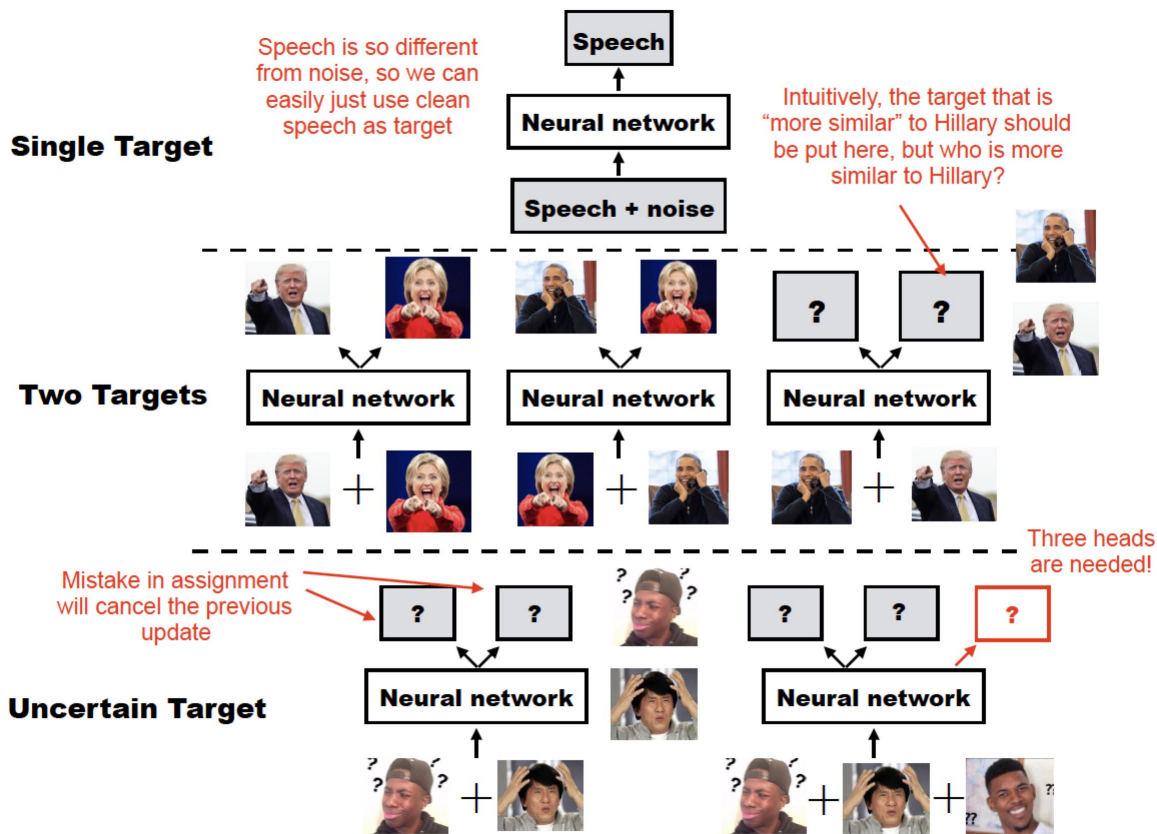 Speech is so different
from noise, so we can
easily just use clean
speech as target
Speech
Neural network
Speech + noise
Single Target
Intuitively, the target that is
“more similar” to Hillary should
be put here, but who is more
similar to Hillary?
Two Targets
? ?
Neural network
Neural network
Neural network
+
+
+
Three heads
are needed!
Mistake in assignment
will cancel the previous
update
? ?
? ? ?
? ? ?
?
Uncertain Target
Neural network
Neural network
? ? ?
?
+
? ? ?
?
+
+
??
??